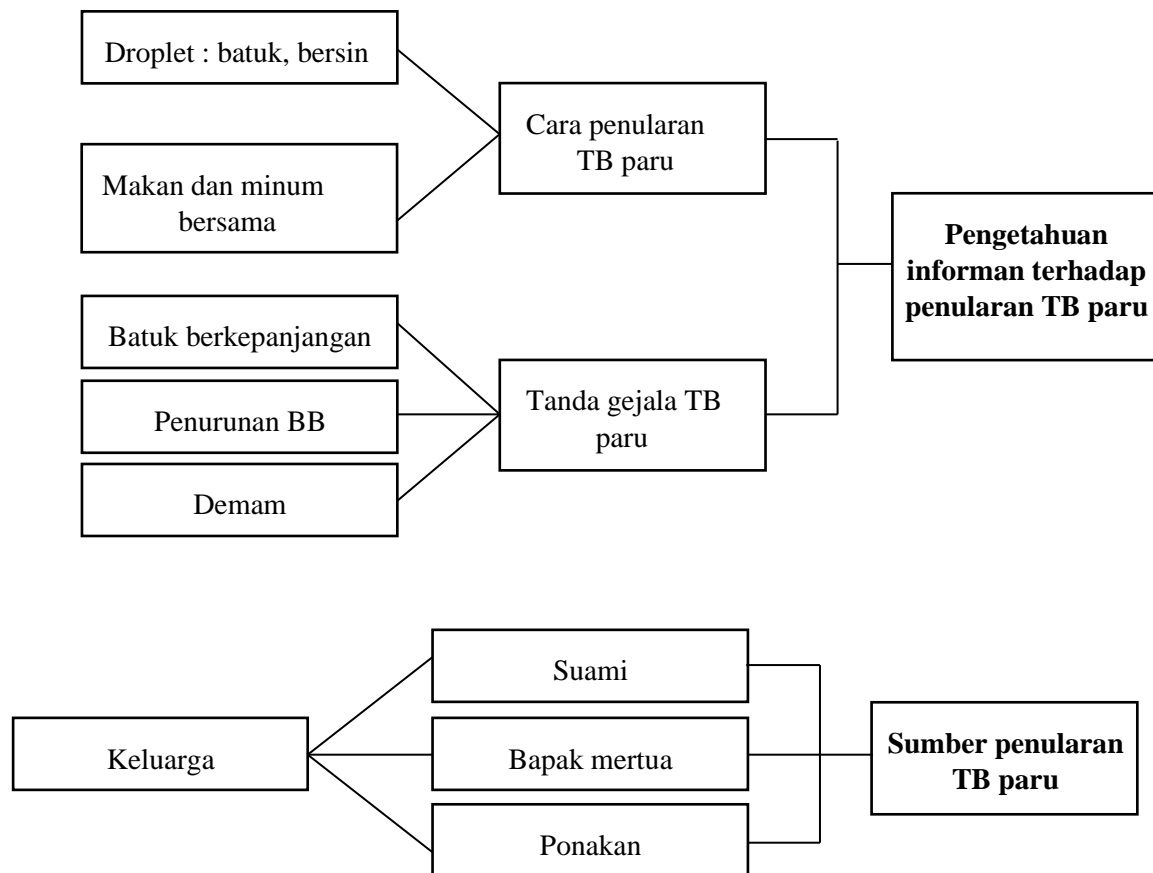 Droplet : batuk, bersin
Makan dan minum
bersama
Cara penularan
TB paru
Batuk berkepanjangan
Penurunan BB
Demam
Tanda gejala TB
paru
Pengetahuan
informan terhadap
penularan TB paru
Keluarga
Suami
Bapak mertua
Ponakan
Sumber penularan
TB paru